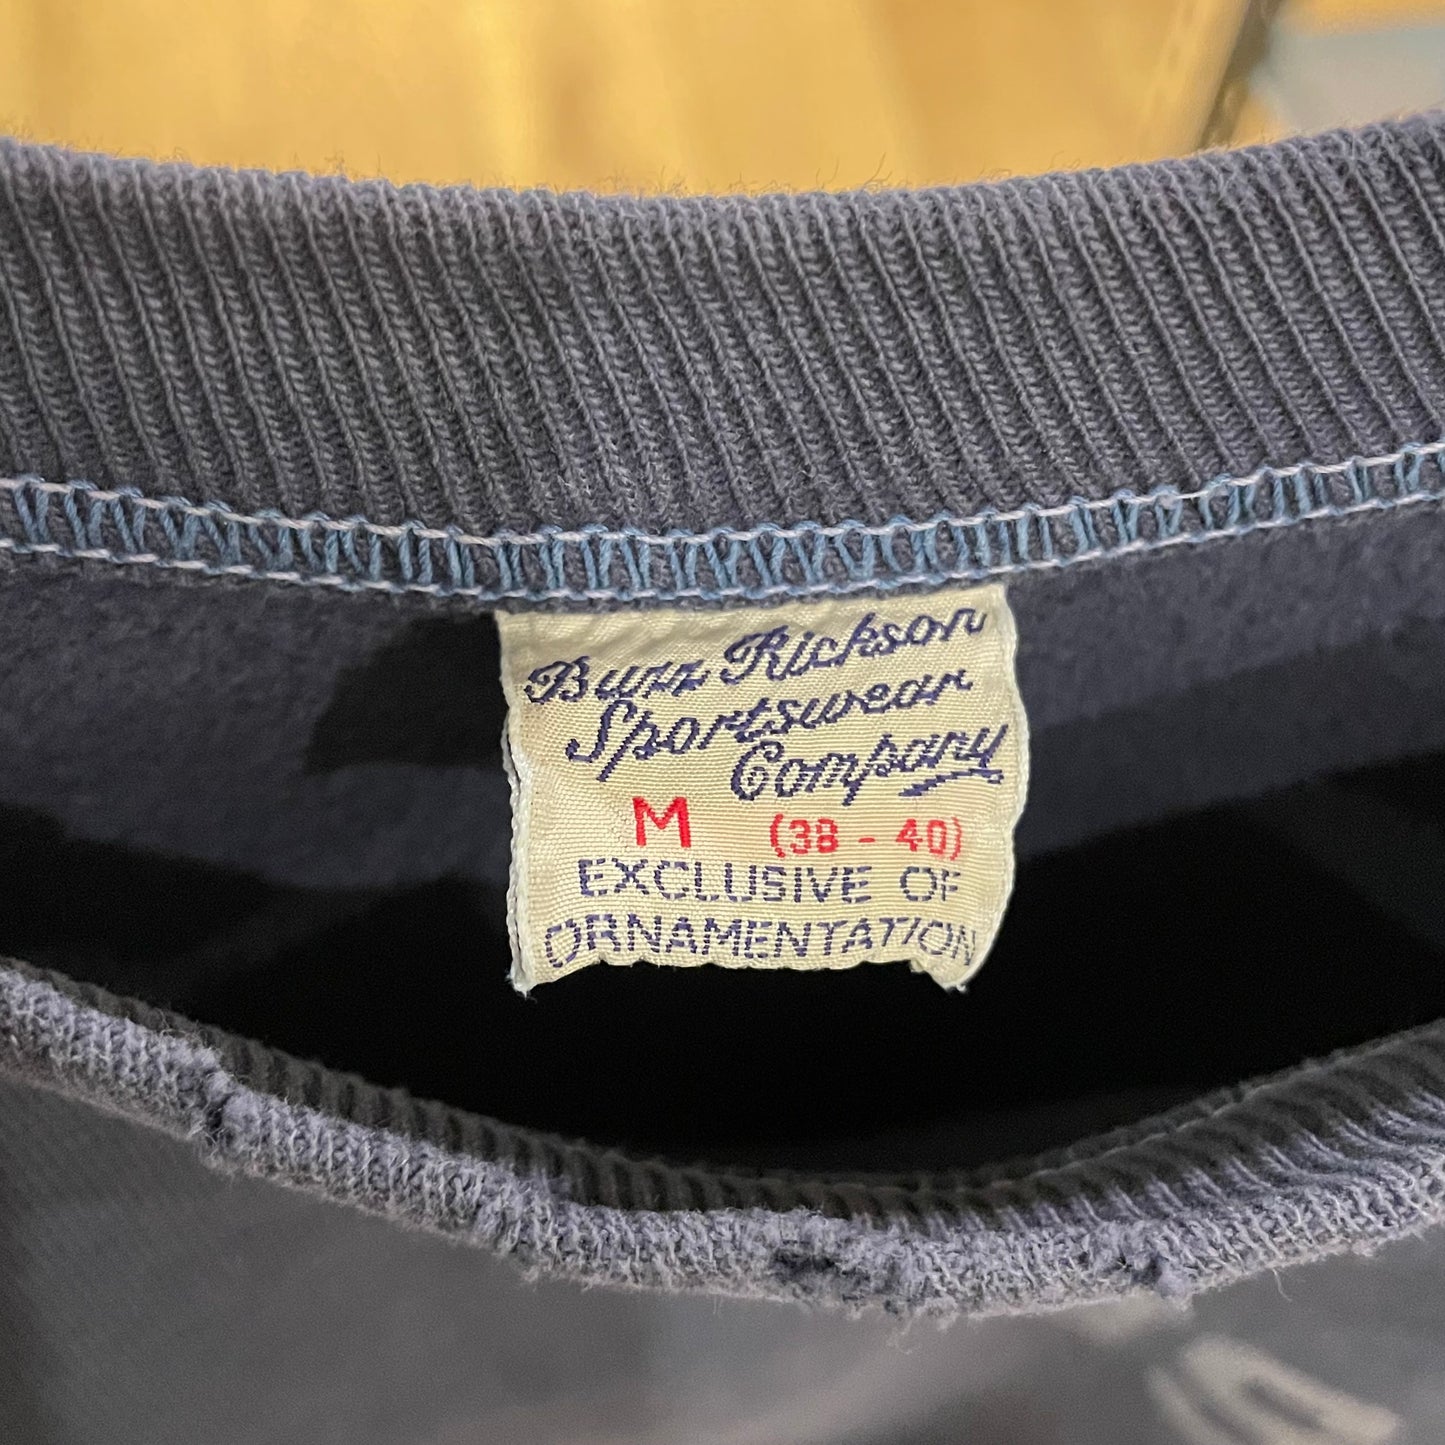 Buzz Rickson
Sportswear
Company
M (38 - 40)
EXCLUSIVE OF
ORNAMENTATION